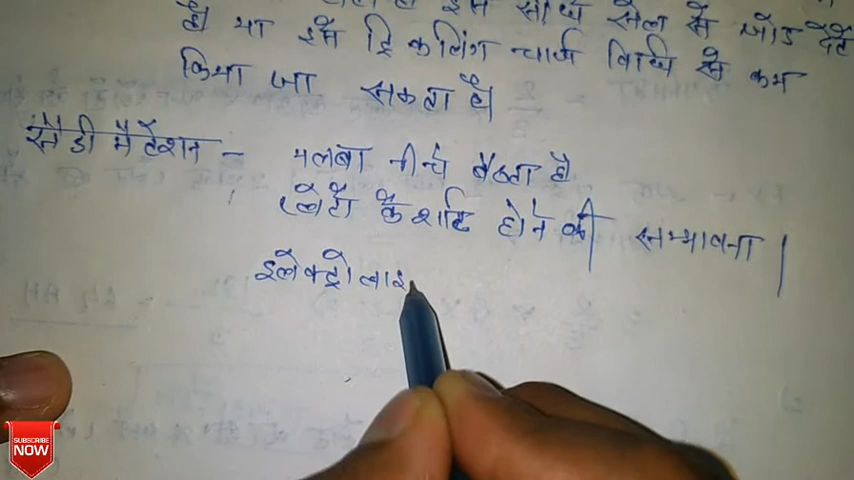 है या इसे ट्रिकलिंग चार्ज विधि से कम
किया जा सकता है।
सैडीमैटेशन - मलबा नीचे बैठता है
प्लेटो के शार्ट होने की सम्भावना।
इलेक्ट्रोलाइ
SUBSCRIBE
NOW